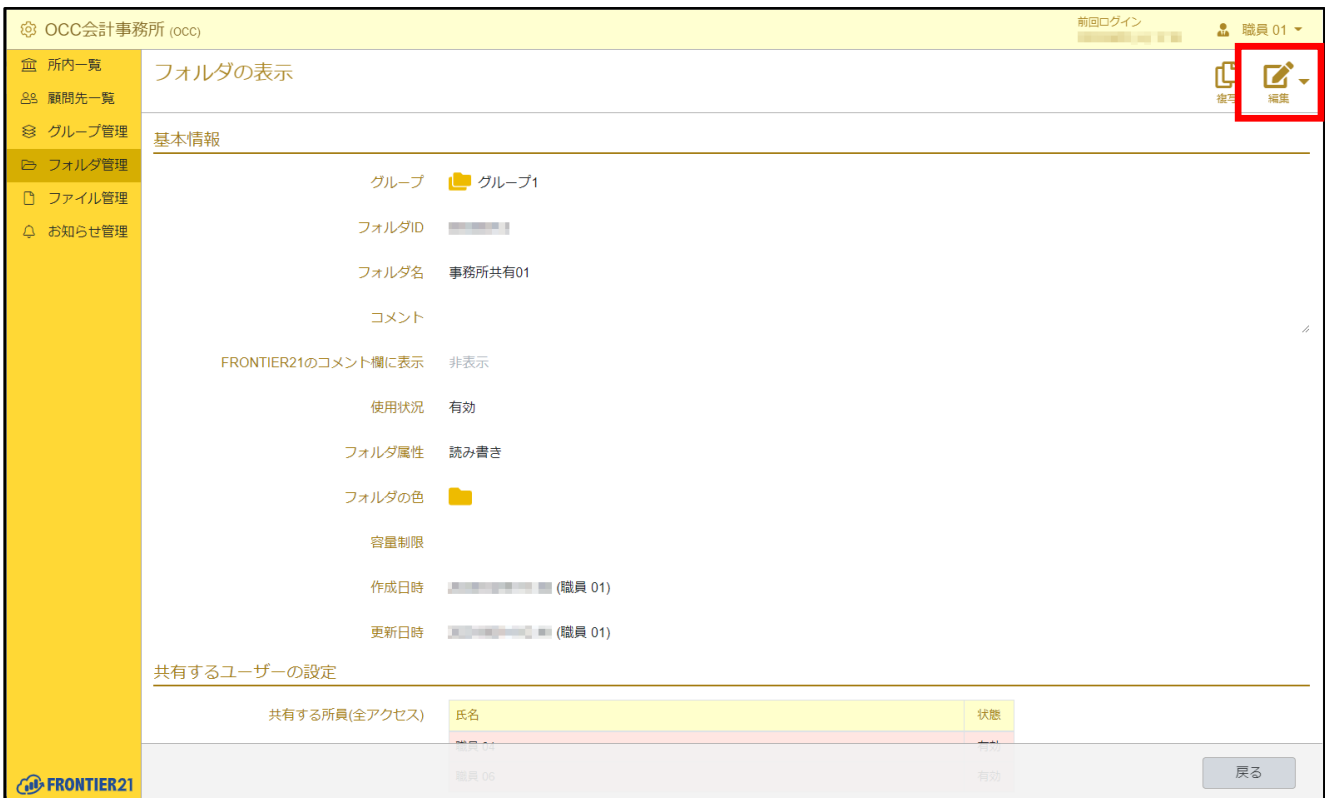 OCC会計事務所 (OCC)
前回ログイン
職員 01
所内一覧
顧問先一覧
グループ管理
フォルダ管理
ファイル管理
お知らせ管理
フォルダの表示
複写
編集
基本情報
グループ グループ1
フォルダID
フォルダ名 事務所共有01
コメント
FRONTIER21のコメント欄に表示 非表示
使用状況 有効
フォルダ属性 読み書き
フォルダの色
容量制限
作成日時 (職員 01)
更新日時 (職員 01)
共有するユーザーの設定
共有する所員(全アクセス) 氏名 状態
職員 06 有効
戻る
FRONTIER21